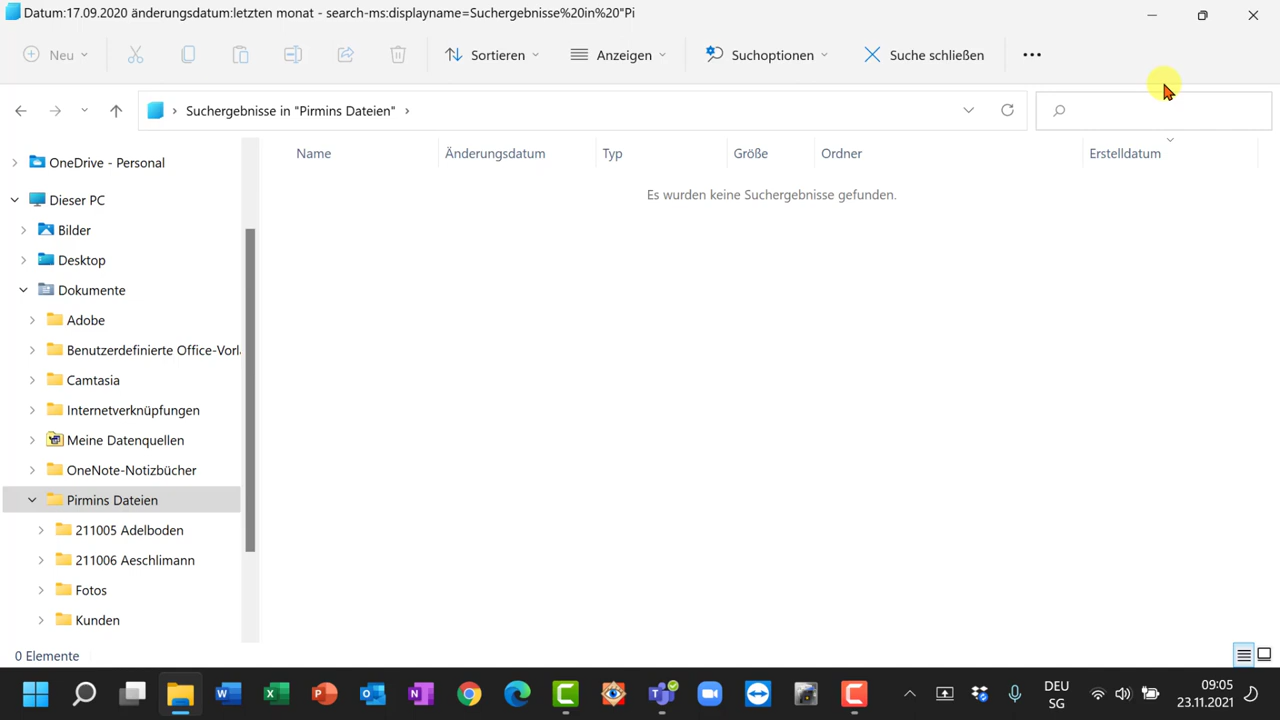 Datum:17.09.2020 änderungsdatum:letzten monat - search-ms:displayname=Suchergebnisse%20in%20"Pi
Neu
Sortieren
Anzeigen
Suchoptionen
Suche schließen
Suchergebnisse in "Pirmins Dateien"
Name
Änderungsdatum
Typ
Größe
Ordner
Erstelldatum
Es wurden keine Suchergebnisse gefunden.
OneDrive - Personal
Dieser PC
Bilder
Desktop
Dokumente
Adobe
Benutzerdefinierte Office-Vorl
Camtasia
Internetverknüpfungen
Meine Datenquellen
OneNote-Notizbücher
Pirmins Dateien
211005 Adelboden
211006 Aeschlimann
Fotos
Kunden
0 Elemente
DEU
SG
09:05
23.11.2021